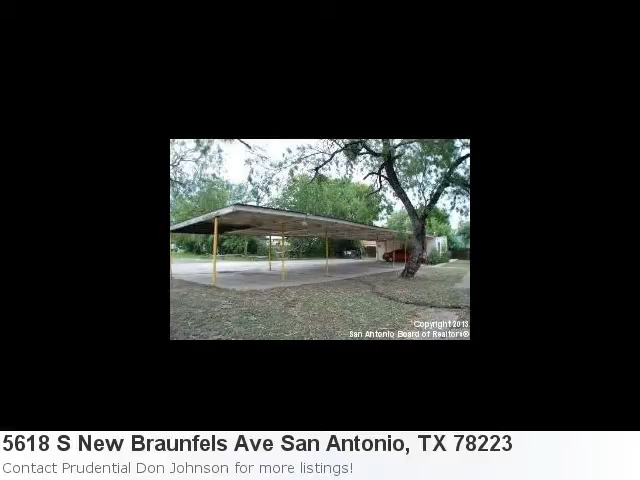 Copyright 2013
San Antonio Board of Realtors®
5618 S New Braunfels Ave San Antonio, TX 78223
Contact Prudential Don Johnson for more listings!